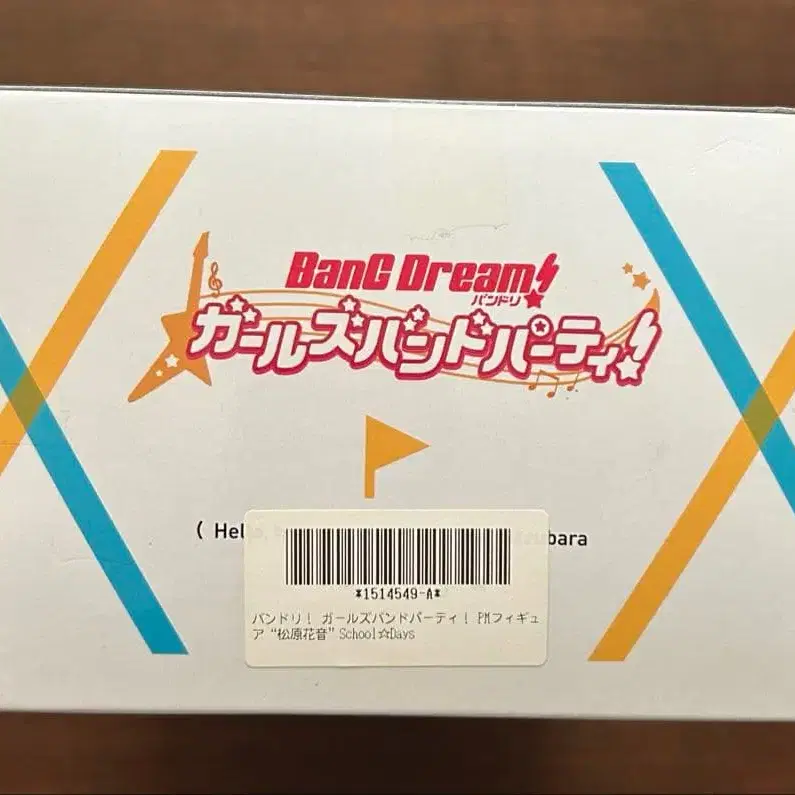 BanG Dream!
バンドリ
ガールズバンドパーティ!
( Hel
bara
*1514549-A*
バンドリ! ガールズバンドパーティ! PMフィギュ
ア“松原花音”School☆Days